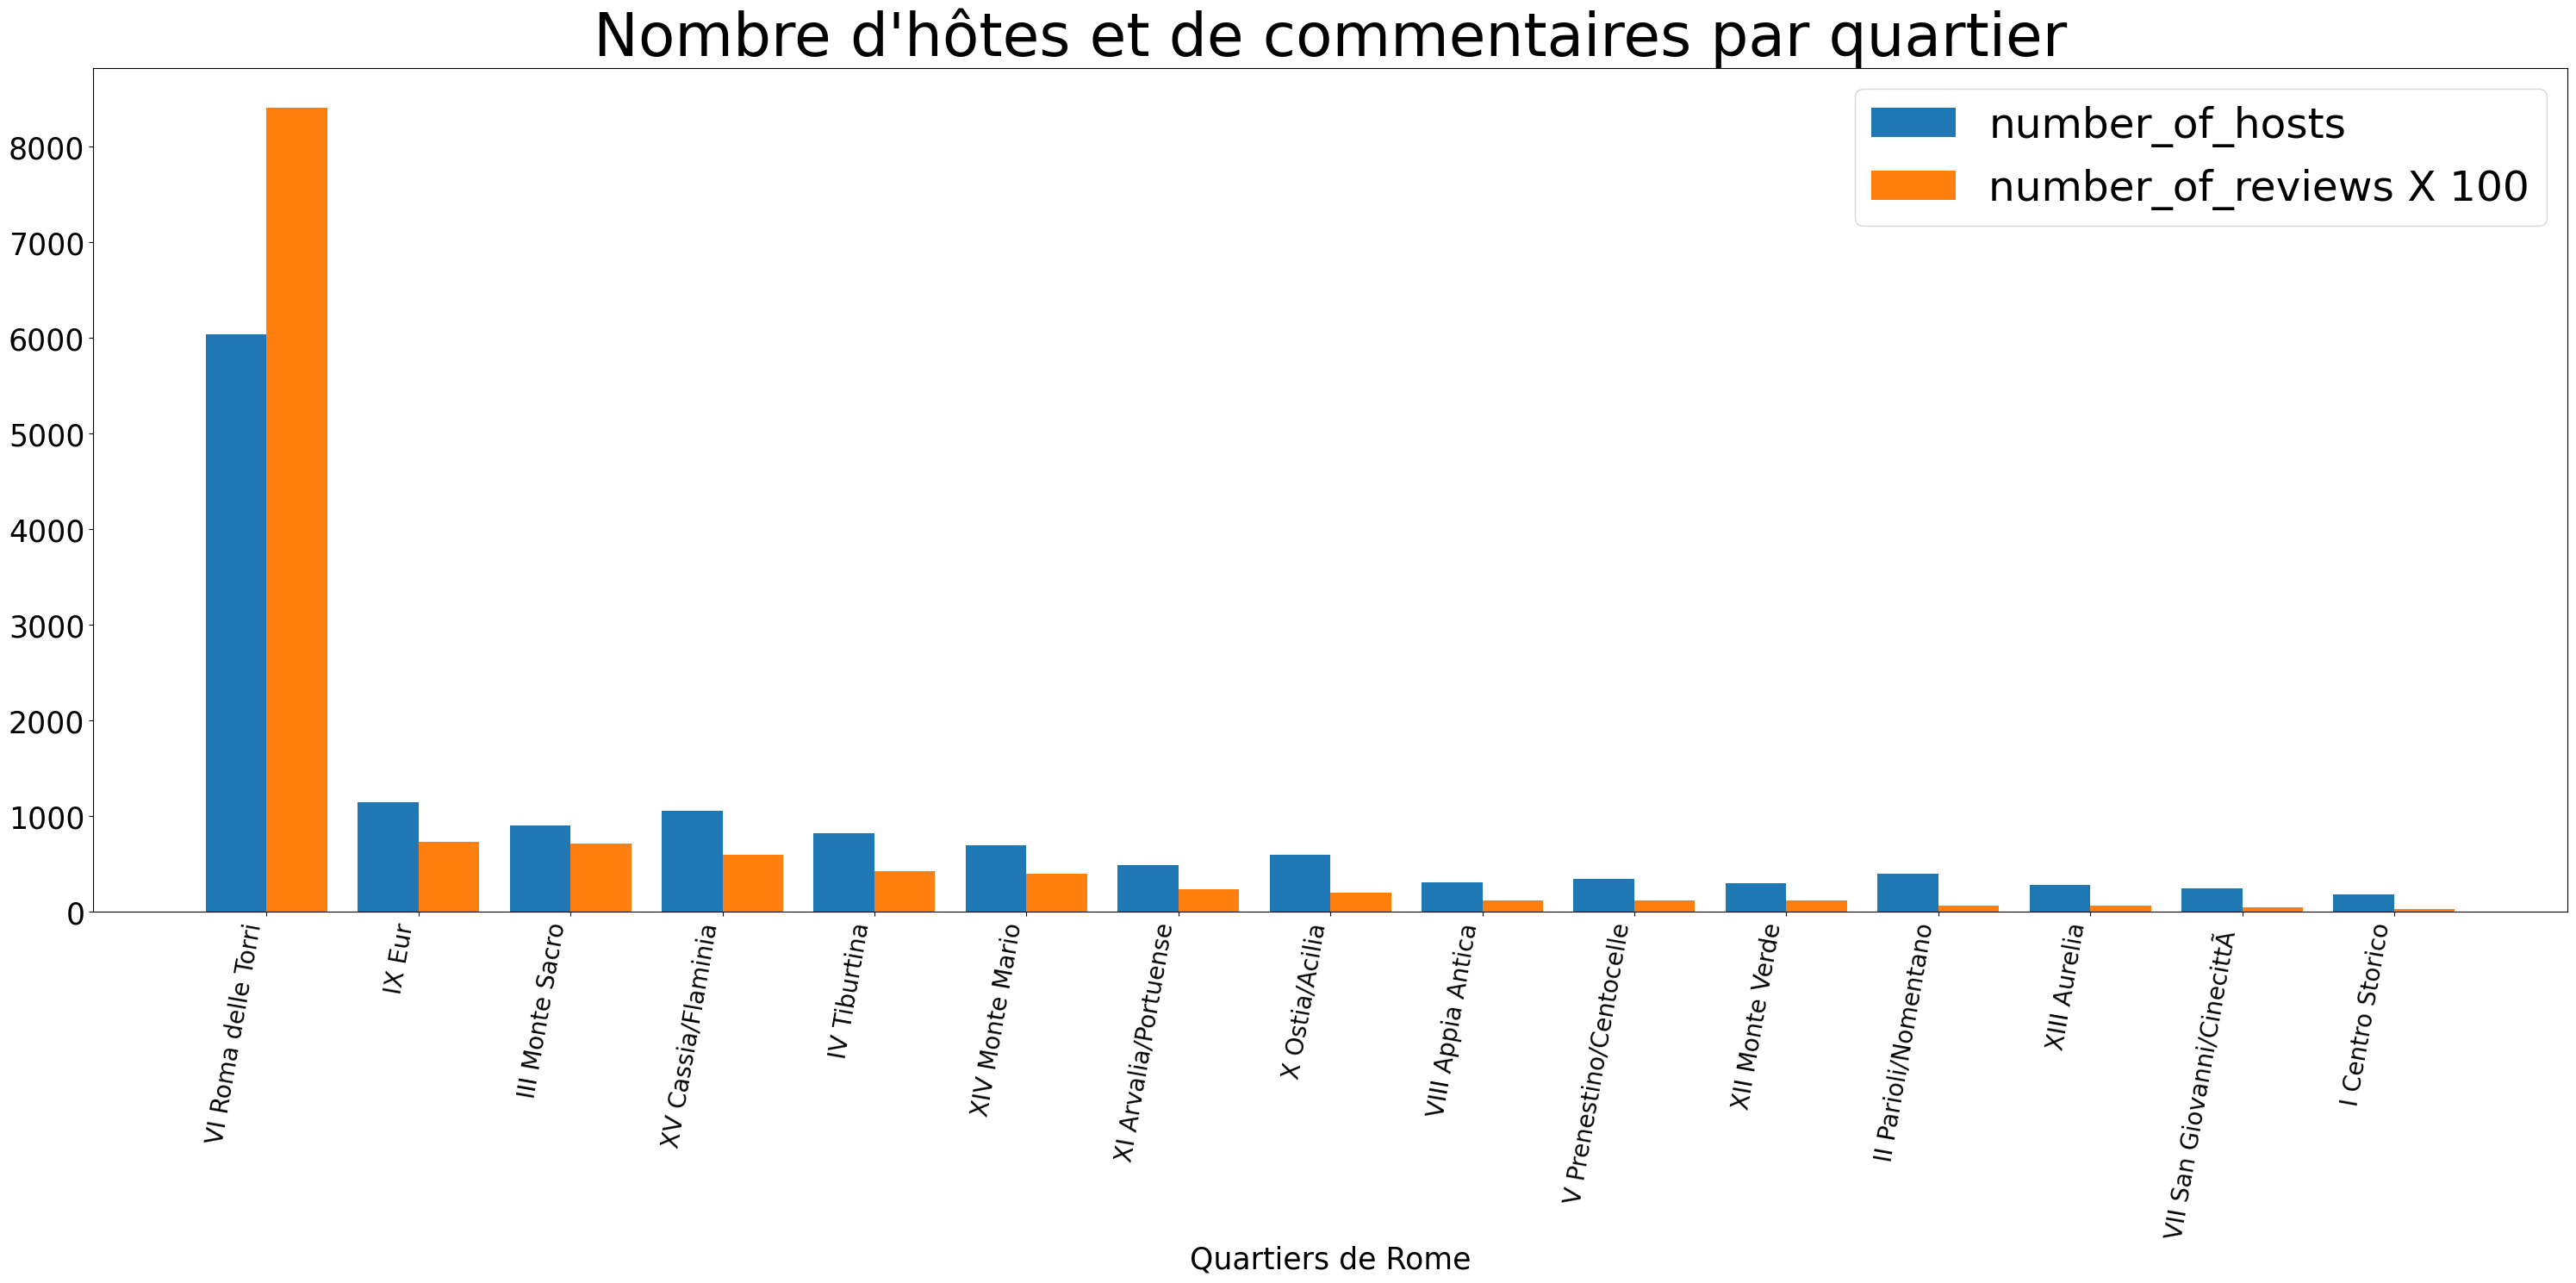 Nombre d'hôtes et de commentaires par quartier
number_of_hosts
number_of_reviews X 100
8000
7000
6000
5000
4000
3000
2000
1000
0
VI Roma delle Torri
IX Eur
III Monte Sacro
XV Cassia/Flaminia
IV Tiburtina
XIV Monte Mario
XI Arvalia/Portuense
X Ostia/Acilia
VIII Appia Antica
V Prenestino/Centocelle
XII Monte Verde
II Parioli/Nomentano
XIII Aurelia
VII San Giovanni/CinecittÃ
I Centro Storico
Quartiers de Rome